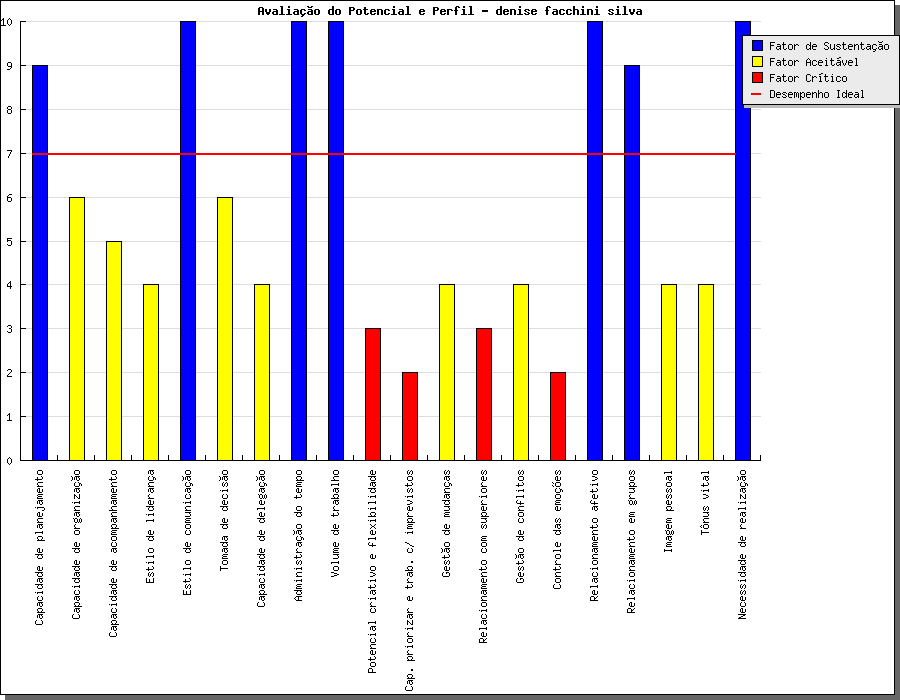 Avaliação do Potencial e Perfil - denise facchini silva
10
9
8
7
6
5
4
3
2
1
0
Fator de Sustentação
Fator Aceitável
Fator Crítico
Desempenho Ideal
Capacidade de planejamento
Capacidade de organização
Capacidade de acompanhamento
Estilo de liderança
Estilo de comunicação
Tomada de decisão
Capacidade de delegação
Administração do tempo
Volume de trabalho
Potencial criativo e flexibilidade
Cap. priorizar e trab. c/ imprevistos
Gestão de mudanças
Relacionamento com superiores
Gestão de conflitos
Controle das emoções
Relacionamento afetivo
Relacionamento em grupos
Imagem pessoal
Tônus vital
Necessidade de realização